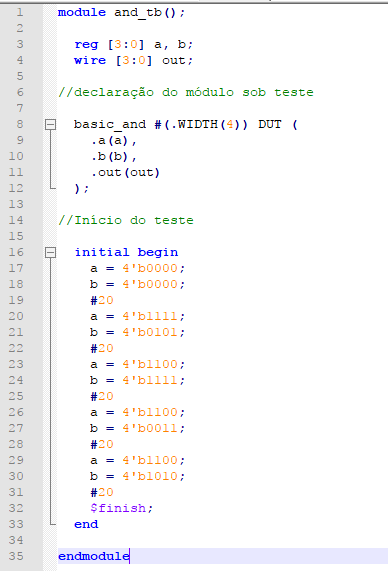 1 module and_tb();
2
3 reg [3:0] a, b;
4 wire [3:0] out;
5
6 //declaração do módulo sob teste
7
8 basic_and #(.WIDTH(4)) DUT (
9 .a(a),
10 .b(b),
11 .out(out)
12 );
13
14 //Início do teste
15
16 initial begin
17 a = 4'b0000;
18 b = 4'b0000;
19 #20
20 a = 4'b1111;
21 b = 4'b0101;
22 #20
23 a = 4'b1100;
24 b = 4'b1111;
25 #20
26 a = 4'b1100;
27 b = 4'b0011;
28 #20
29 a = 4'b1100;
30 b = 4'b1010;
31 #20
32 $finish;
33 end
34
35 endmodule